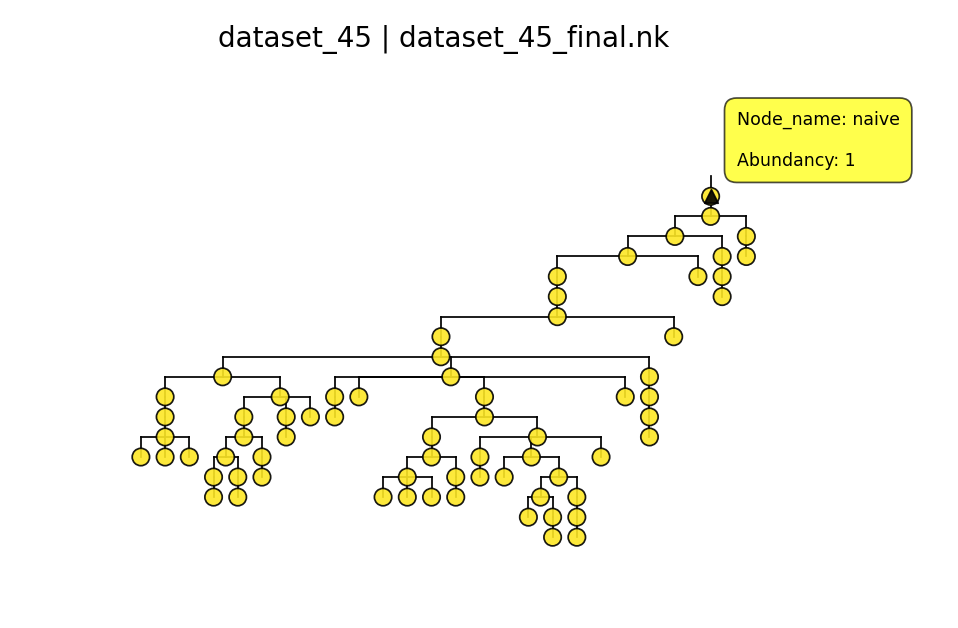 dataset_45 | dataset_45_final.nk
Node_name: naive
Abundancy: 1